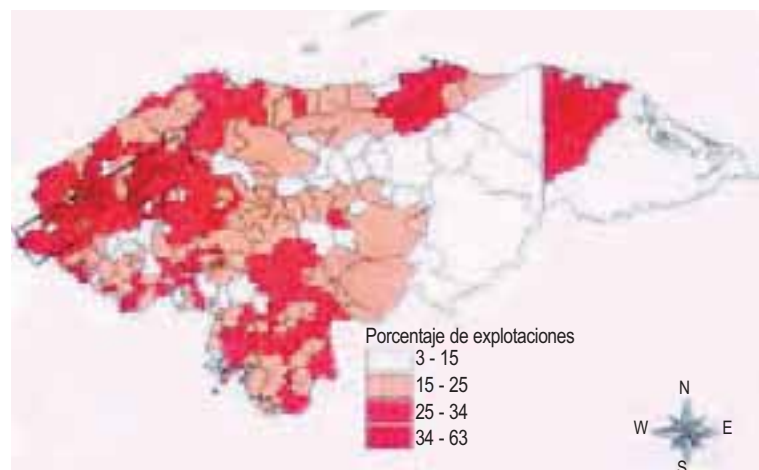 Porcentaje de explotaciones
3 - 15
15 - 25
25 - 34
34 - 63
N
W E
S